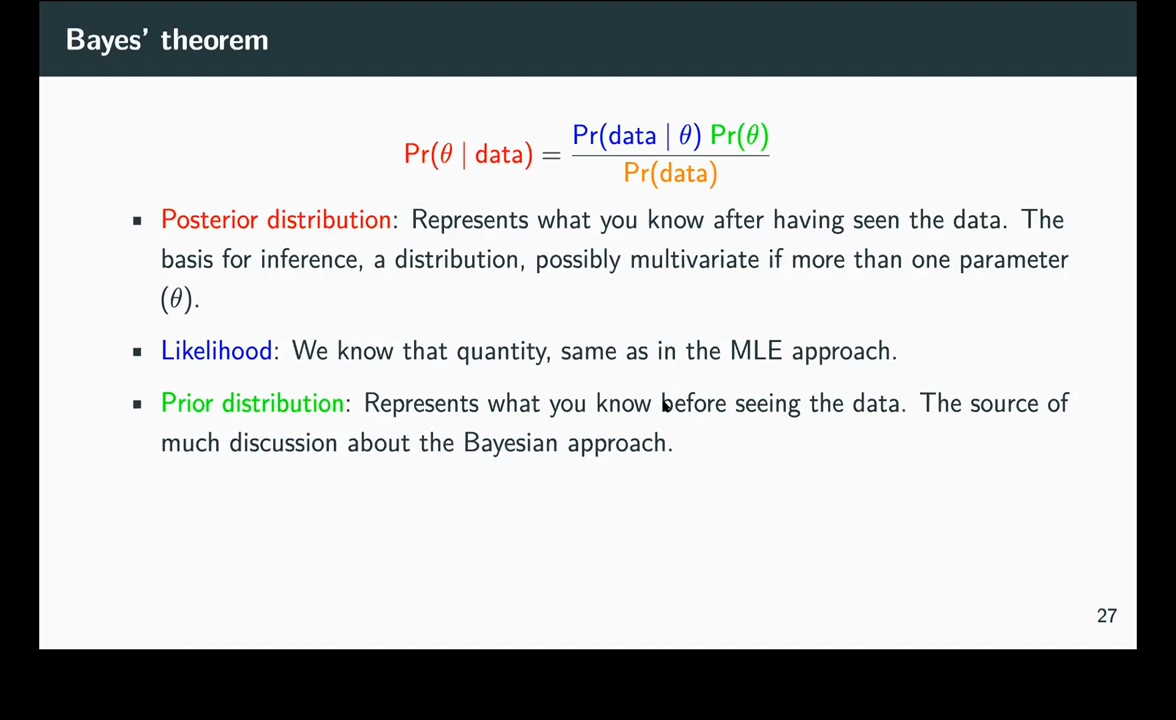 Bayes' theorem
Pr(θ | data) = Pr(data | θ) Pr(θ) / Pr(data)
▪ Posterior distribution: Represents what you know after having seen the data. The
basis for inference, a distribution, possibly multivariate if more than one parameter
(θ).
▪ Likelihood: We know that quantity, same as in the MLE approach.
▪ Prior distribution: Represents what you know before seeing the data. The source of
much discussion about the Bayesian approach.
27